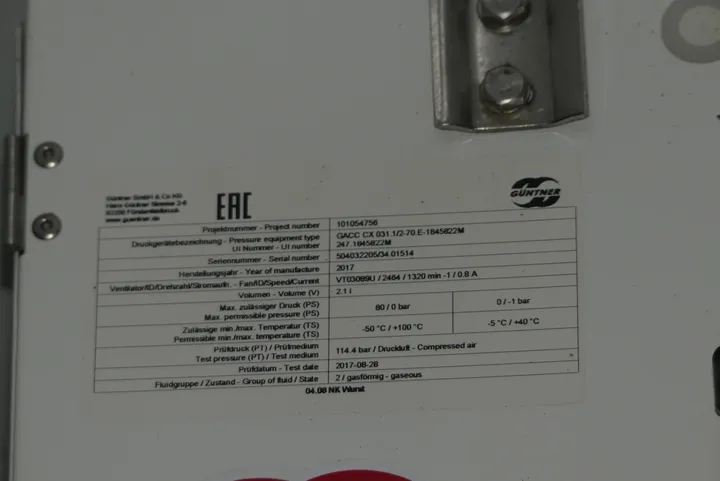 Güntner GmbH & Co KG
Hans-Güntner Strasse 2-6
82256 Fürstenfeldbruck
www.guentner.de
EAC
GÜNTNER
Projektnummer - Project number 101054756
Druckgerätebezeichnung - Pressure equipment type GACC CX 031.1/2-70.E-1845822M
UI Nummer - UI number 247.1845822M
Seriennummer - Serial number 504032205/34.01514
Herstellungsjahr - Year of manufacture 2017
Ventilator/ID/Drehzahl/Stromaufn. - Fan/ID/Speed/Current VT03089U / 2464 / 1320 min -1 / 0.8 A
Volumen - Volume (V) 2.1 l
Max. zulässiger Druck (PS) 80 / 0 bar 0 / -1 bar
Max. permissible pressure (PS)
Zulässige min./max. Temperatur (TS) -50 °C / +100 °C -5 °C / +40 °C
Permissible min./max. temperature (TS)
Prüfdruck (PT) / Prüfmedium 114.4 bar / Druckluft - Compressed air
Test pressure (PT) / Test medium
Prüfdatum - Test date 2017-08-28
Fluidgruppe / Zustand - Group of fluid / State 2 / gasförmig - gaseous
04.08 NK Wurst